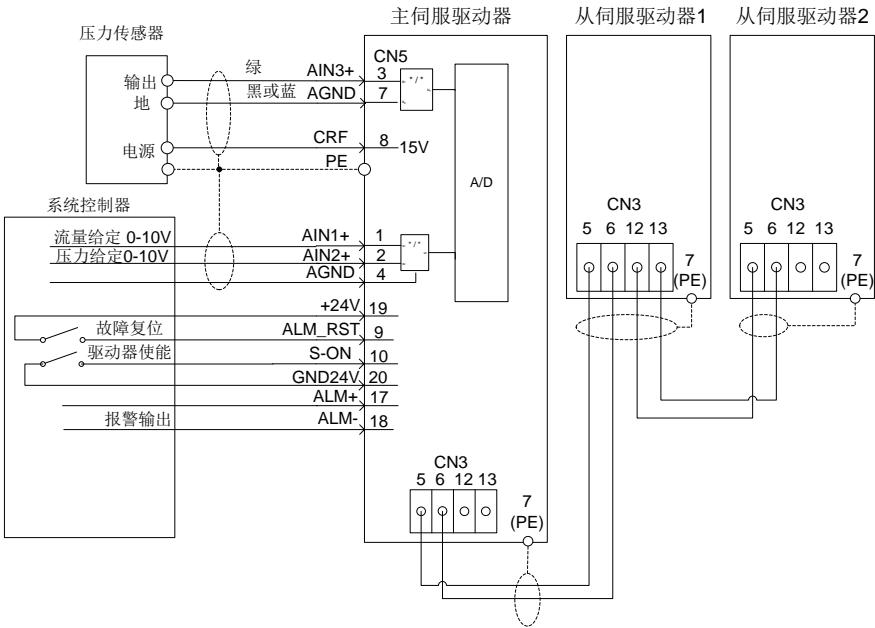 主伺服驱动器 从伺服驱动器1 从伺服驱动器2
压力传感器
CN5
输出 绿 AIN3+ 3
地 黑或蓝 AGND 7
电源 CRF 8 15V
PE
A/D
系统控制器
流量给定 0-10V AIN1+ 1
压力给定0-10V AIN2+ 2
AGND 4
+24V 19
故障复位 ALM_RST 9
驱动器使能 S-ON 10
GND24V 20
ALM+ 17
报警输出 ALM- 18
CN3
5 6 12 13
7
(PE)
CN3
5 6 12 13
7
(PE)
CN3
5 6 12 13
7
(PE)